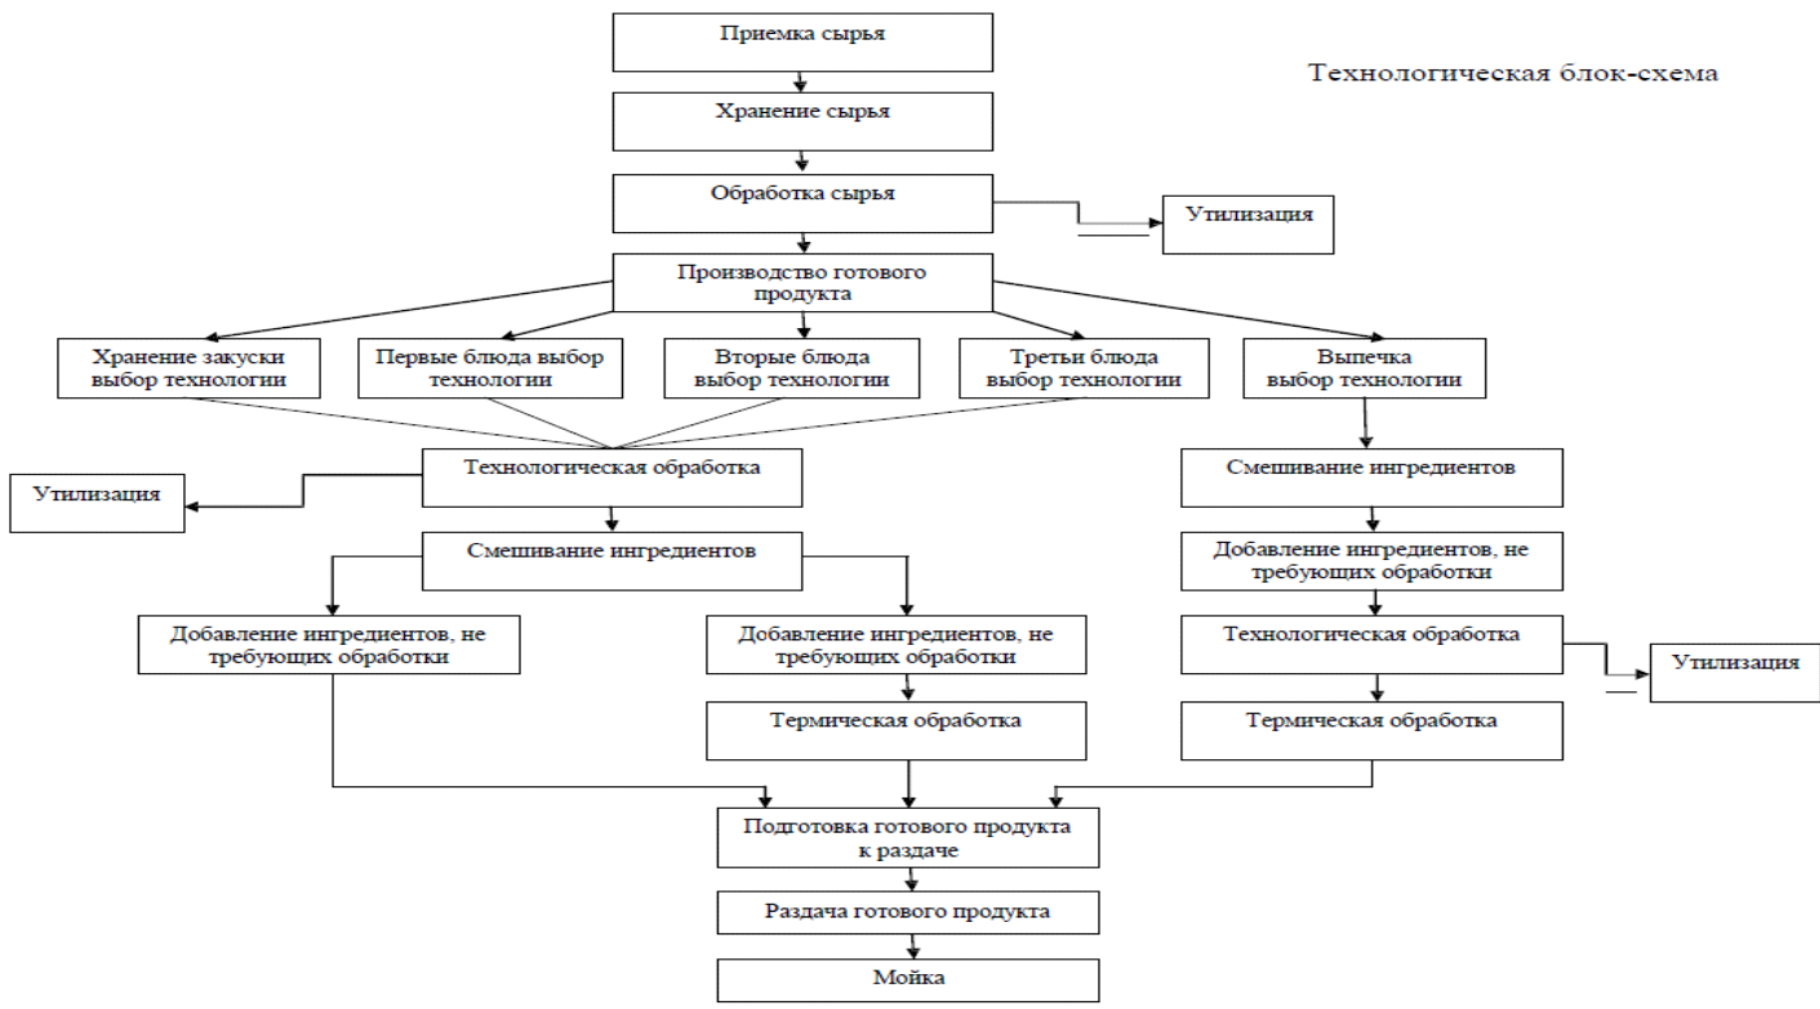 Приемка сырья
Технологическая блок-схема
Хранение сырья
Обработка сырья
Утилизация
Производство готового
продукта
Хранение закуски
выбор технологии
Первые блюда выбор
технологии
Вторые блюда
выбор технологии
Третьи блюда
выбор технологии
Выпечка
выбор технологии
Технологическая обработка
Смешивание ингредиентов
Утилизация
Смешивание ингредиентов
Добавление ингредиентов, не
требующих обработки
Добавление ингредиентов, не
требующих обработки
Добавление ингредиентов, не
требующих обработки
Технологическая обработка
Утилизация
Термическая обработка
Термическая обработка
Подготовка готового продукта
к раздаче
Раздача готового продукта
Мойка